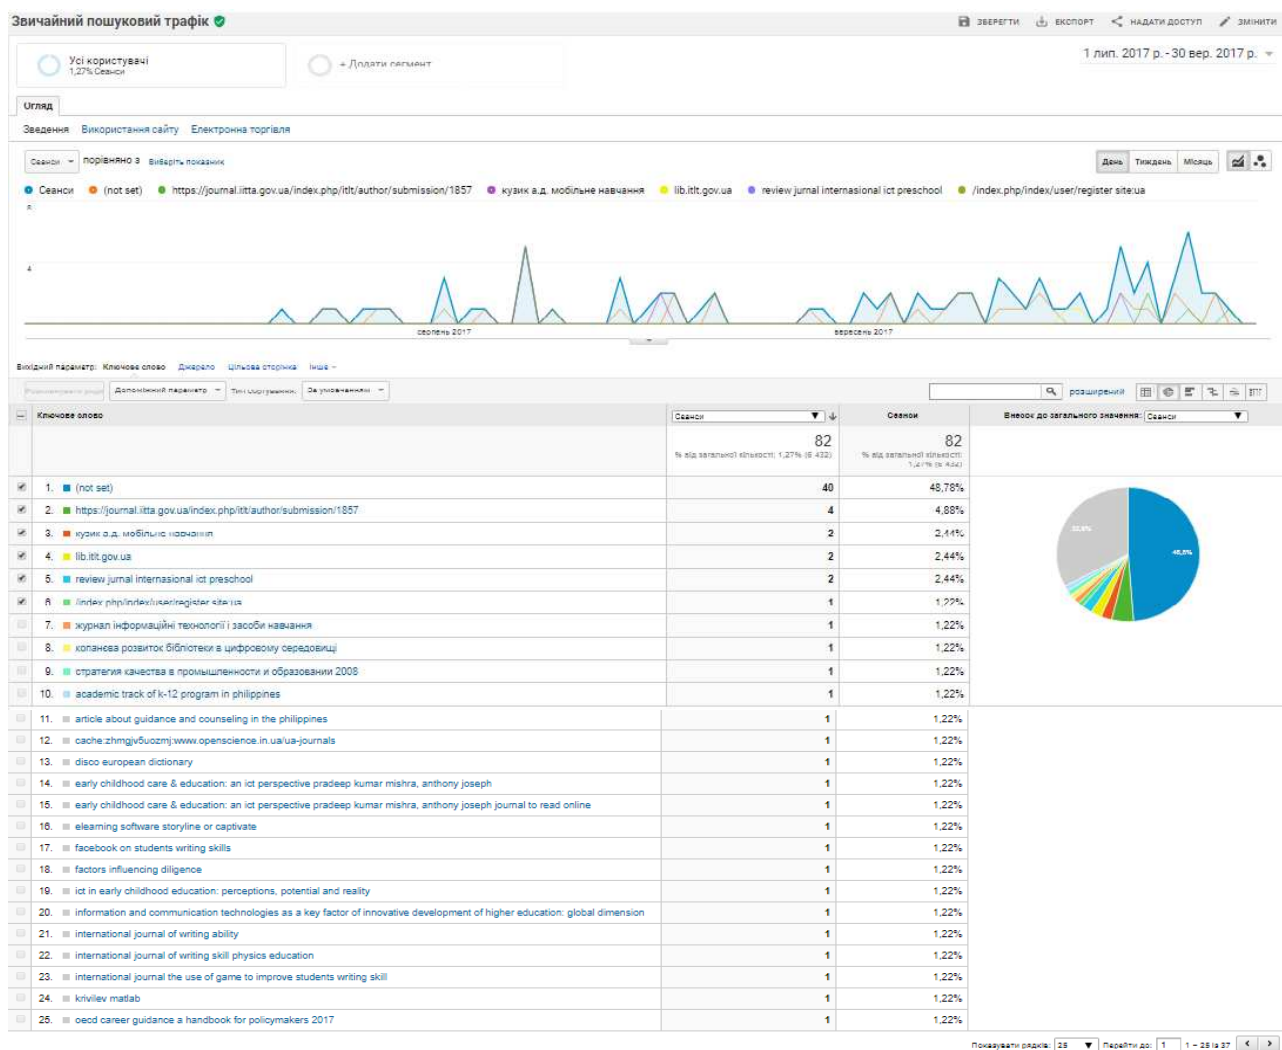 Звичайний пошуковий трафік
ЗБЕРЕГТИ ЕКСПОРТ НАДАТИ ДОСТУП ЗМІНИТИ
Усі користувачі
1,27% Сеанси
+ Додати сегмент
1 лип. 2017 р. - 30 вер. 2017 р.
Огляд
Зведення Використання сайту Електронна торгівля
Сеанси порівняно з Виберіть показник
День Тиждень Місяць
Сеанси (not set) https://journal.iitta.gov.ua/index.php/itlt/author/submission/1857 кузик а.д. мобільне навчання lib.itlt.gov.ua review jurnal internasional ict preschool /index.php/index/user/register site:ua
8
4
серпень 2017 вересень 2017
Вихідний параметр: Ключове слово Джерело Цільова сторінка Інше
Допоміжний параметр Тип сортування: За умовчанням
розширений
Ключове слово Сеанси Сеанси Внесок до загального значення: Сеанси
82 82
% від загальної кількості: 1,27% (6 432) % від загальної кількості: 1,27% (6 432)
1. (not set) 40 48,78%
2. https://journal.iitta.gov.ua/index.php/itlt/author/submission/1857 4 4,88%
3. кузик а.д. мобільне навчання 2 2,44%
4. lib.itlt.gov.ua 2 2,44%
5. review jurnal internasional ict preschool 2 2,44%
6. /index.php/index/user/register site:ua 1 1,22%
7. журнал інформаційні технології і засоби навчання 1 1,22%
8. копанєва розвиток бібліотеки в цифровому середовищі 1 1,22%
9. стратегия качества в промышленности и образовании 2008 1 1,22%
10. academic track of k-12 program in philippines 1 1,22%
48,8%
11. article about guidance and counseling in the philippines 1 1,22%
12. cache:zhmgjv5uozmj:www.openscience.in.ua/ua-journals 1 1,22%
13. disco european dictionary 1 1,22%
14. early childhood care & education: an ict perspective pradeep kumar mishra, anthony joseph 1 1,22%
15. early childhood care & education: an ict perspective pradeep kumar mishra, anthony joseph journal to read online 1 1,22%
16. elearning software storyline or captivate 1 1,22%
17. facebook on students writing skills 1 1,22%
18. factors influencing diligence 1 1,22%
19. ict in early childhood education: perceptions, potential and reality 1 1,22%
20. information and communication technologies as a key factor of innovative development of higher education: global dimension 1 1,22%
21. international journal of writing ability 1 1,22%
22. international journal of writing skill physics education 1 1,22%
23. international journal the use of game to improve students writing skill 1 1,22%
24. krivilev matlab 1 1,22%
25. oecd career guidance a handbook for policymakers 2017 1 1,22%
Показувати рядків: 25 Перейти до: 1 1 – 25 із 37